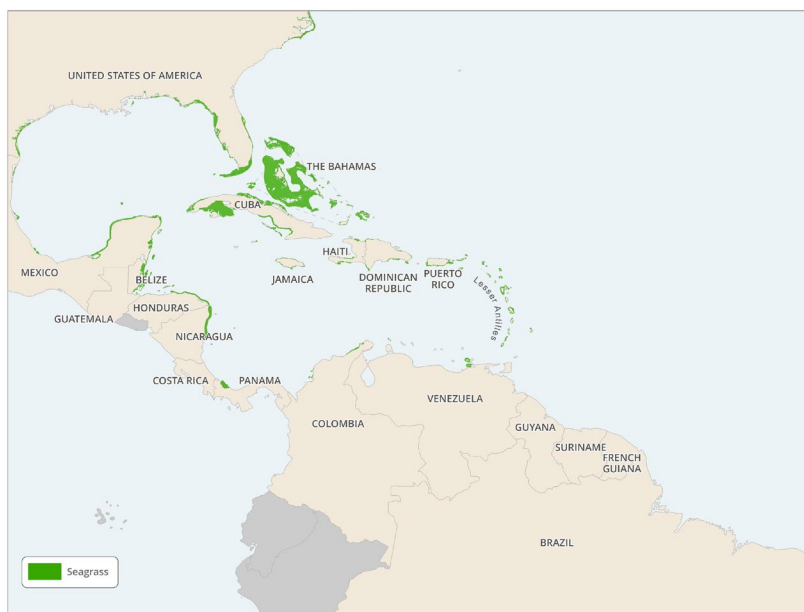 UNITED STATES OF AMERICA
THE BAHAMAS
CUBA
HAITI
MEXICO
BELIZE
JAMAICA
DOMINICAN
REPUBLIC
PUERTO
RICO
Lesser Antilles
HONDURAS
GUATEMALA
NICARAGUA
COSTA RICA
PANAMA
VENEZUELA
COLOMBIA
GUYANA
SURINAME
FRENCH
GUIANA
BRAZIL
Seagrass